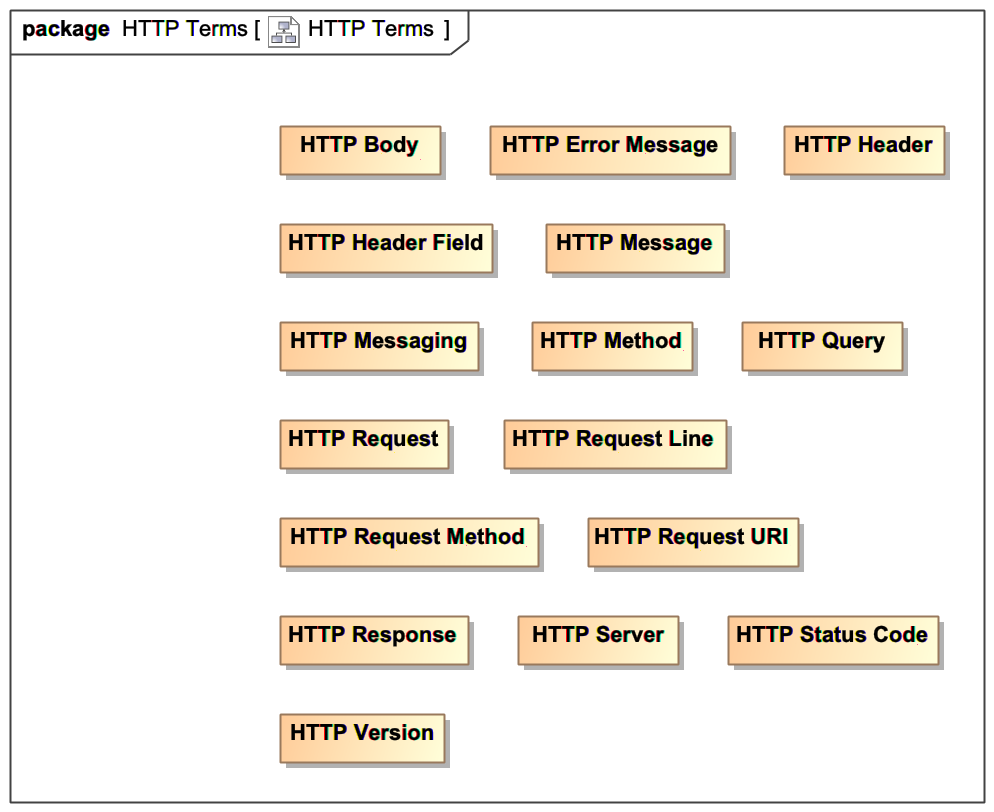 package HTTP Terms [ HTTP Terms ]
HTTP Body HTTP Error Message HTTP Header
HTTP Header Field HTTP Message
HTTP Messaging HTTP Method HTTP Query
HTTP Request HTTP Request Line
HTTP Request Method HTTP Request URI
HTTP Response HTTP Server HTTP Status Code
HTTP Version